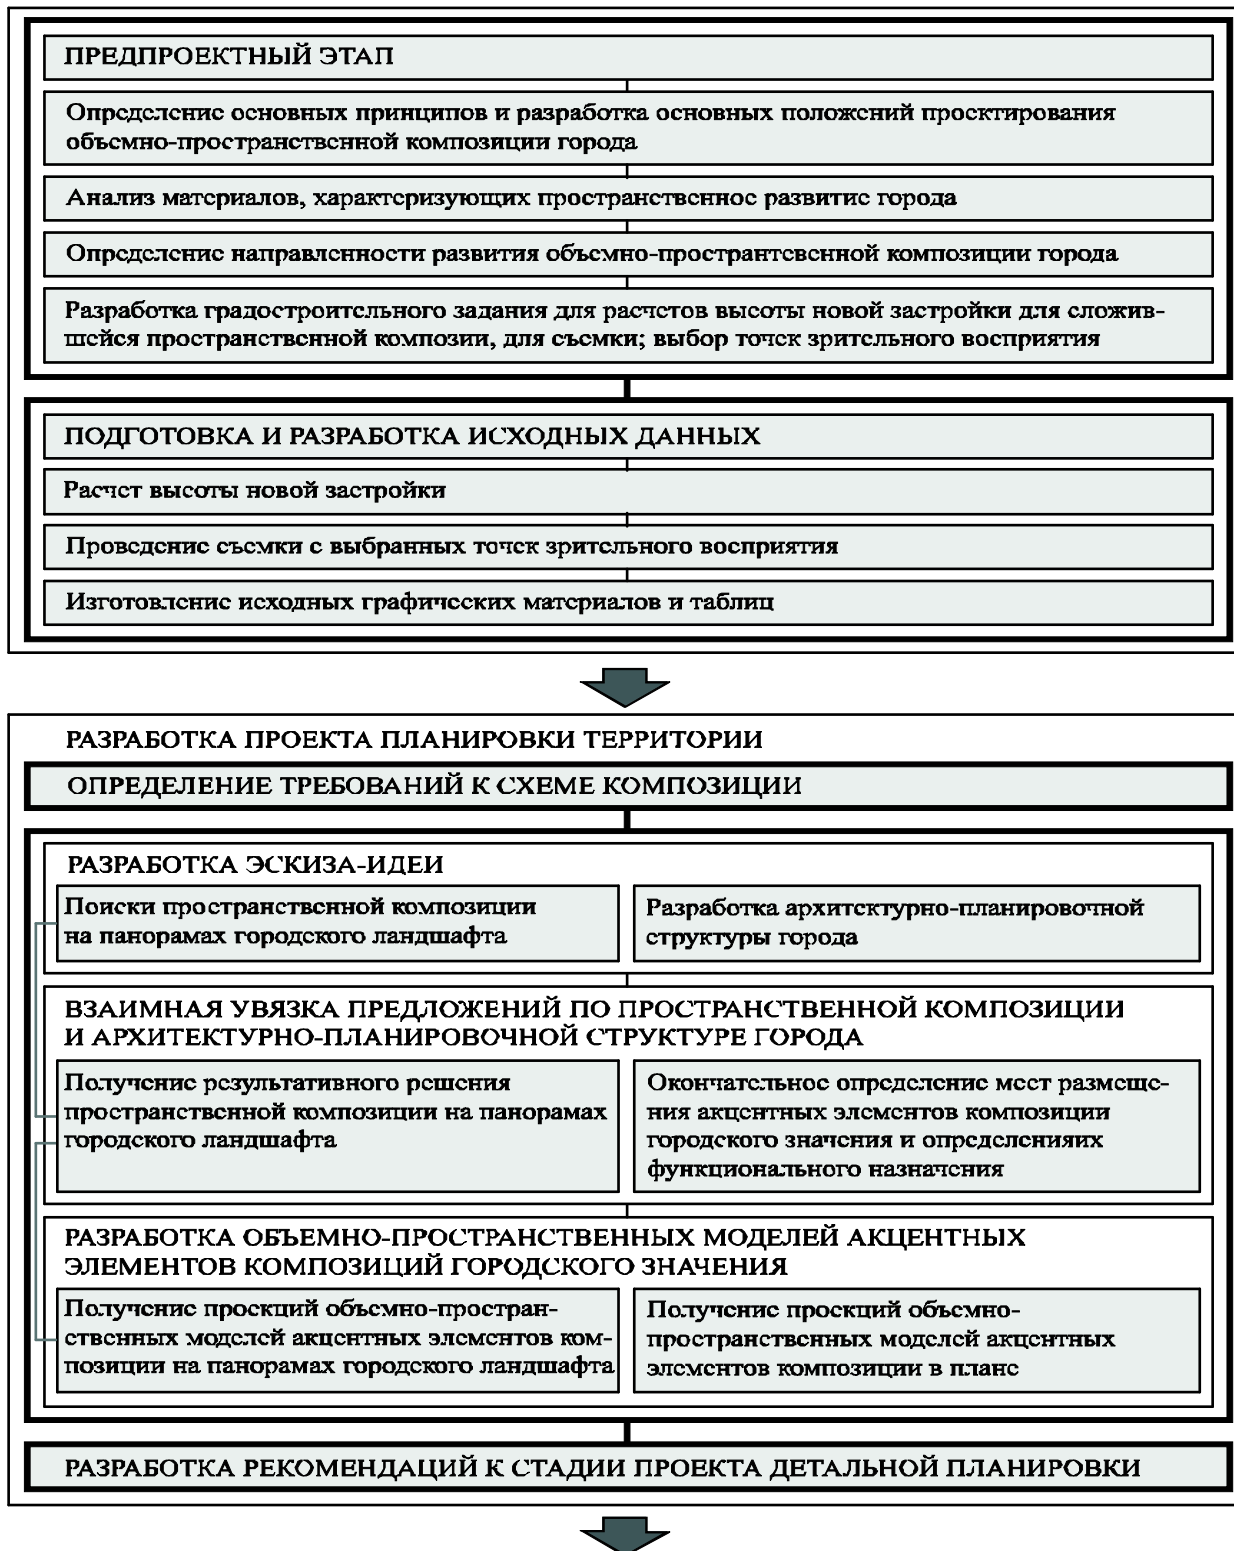 ПРЕДПРОЕКТНЫЙ ЭТАП
Определение основных принципов и разработка основных положений проектирования
объемно-пространственной композиции города
Анализ материалов, характеризующих пространственное развитие города
Определение направленности развития объемно-пространтсвенной композиции города
Разработка градостроительного задания для расчетов высоты новой застройки для сложив-
шейся пространственной композии, для съемки; выбор точек зрительного восприятия
ПОДГОТОВКА И РАЗРАБОТКА ИСХОДНЫХ ДАННЫХ
Расчет высоты новой застройки
Проведение съемки с выбранных точек зрительного восприятия
Изготовление исходных графических материалов и таблиц
РАЗРАБОТКА ПРОЕКТА ПЛАНИРОВКИ ТЕРРИТОРИИ
ОПРЕДЕЛЕНИЕ ТРЕБОВАНИЙ К СХЕМЕ КОМПОЗИЦИИ
РАЗРАБОТКА ЭСКИЗА-ИДЕИ
Поиски пространственной композиции
на панорамах городского ландшафта
Разработка архитектурно-планировочной
структуры города
ВЗАИМНАЯ УВЯЗКА ПРЕДЛОЖЕНИЙ ПО ПРОСТРАНСТВЕННОЙ КОМПОЗИЦИИ
И АРХИТЕКТУРНО-ПЛАНИРОВОЧНОЙ СТРУКТУРЕ ГОРОДА
Получение результативного решения
пространственной композиции на панорамах
городского ландшафта
Окончательное определение мест размеще-
ния акцентных элементов композиции
городского значения и определенияих
функционального назначения
РАЗРАБОТКА ОБЪЕМНО-ПРОСТРАНСТВЕННЫХ МОДЕЛЕЙ АКЦЕНТНЫХ
ЭЛЕМЕНТОВ КОМПОЗИЦИЙ ГОРОДСКОГО ЗНАЧЕНИЯ
Получение проекций объемно-простран-
ственных моделей акцентных элементов ком-
позиции на панорамах городского ландшафта
Получение проекций объемно-
пространственных моделей акцентных
элементов композиции в плане
РАЗРАБОТКА РЕКОМЕНДАЦИЙ К СТАДИИ ПРОЕКТА ДЕТАЛЬНОЙ ПЛАНИРОВКИ